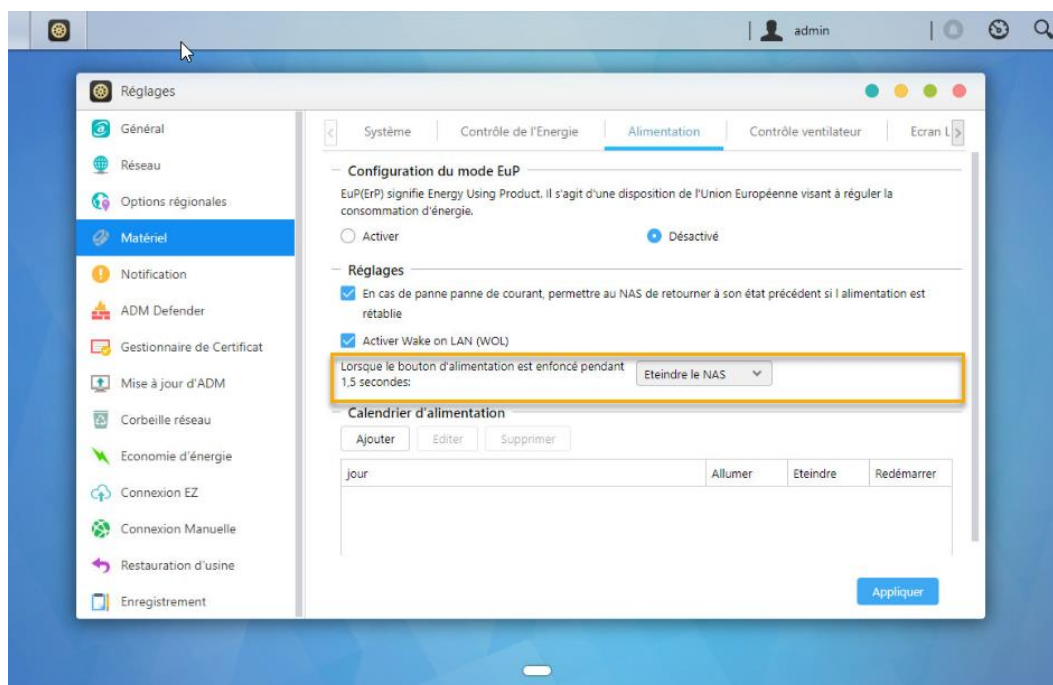 admin
Réglages
Général
Réseau
Options régionales
Matériel
Notification
ADM Defender
Gestionnaire de Certificat
Mise à jour d'ADM
Corbeille réseau
Economie d'énergie
Connexion EZ
Connexion Manuelle
Restauration d'usine
Enregistrement
Système Contrôle de l'Energie Alimentation Contrôle ventilateur Ecran L
Configuration du mode EuP
EuP(ErP) signifie Energy Using Product. Il s'agit d'une disposition de l'Union Européenne visant à réguler la
consommation d'énergie.
Activer Désactivé
Réglages
En cas de panne panne de courant, permettre au NAS de retourner à son état précédent si l alimentation est
rétablie
Activer Wake on LAN (WOL)
Lorsque le bouton d'alimentation est enfoncé pendant
1,5 secondes:
Eteindre le NAS
Calendrier d'alimentation
Ajouter Editer Supprimer
jour Allumer Eteindre Redémarrer
Appliquer